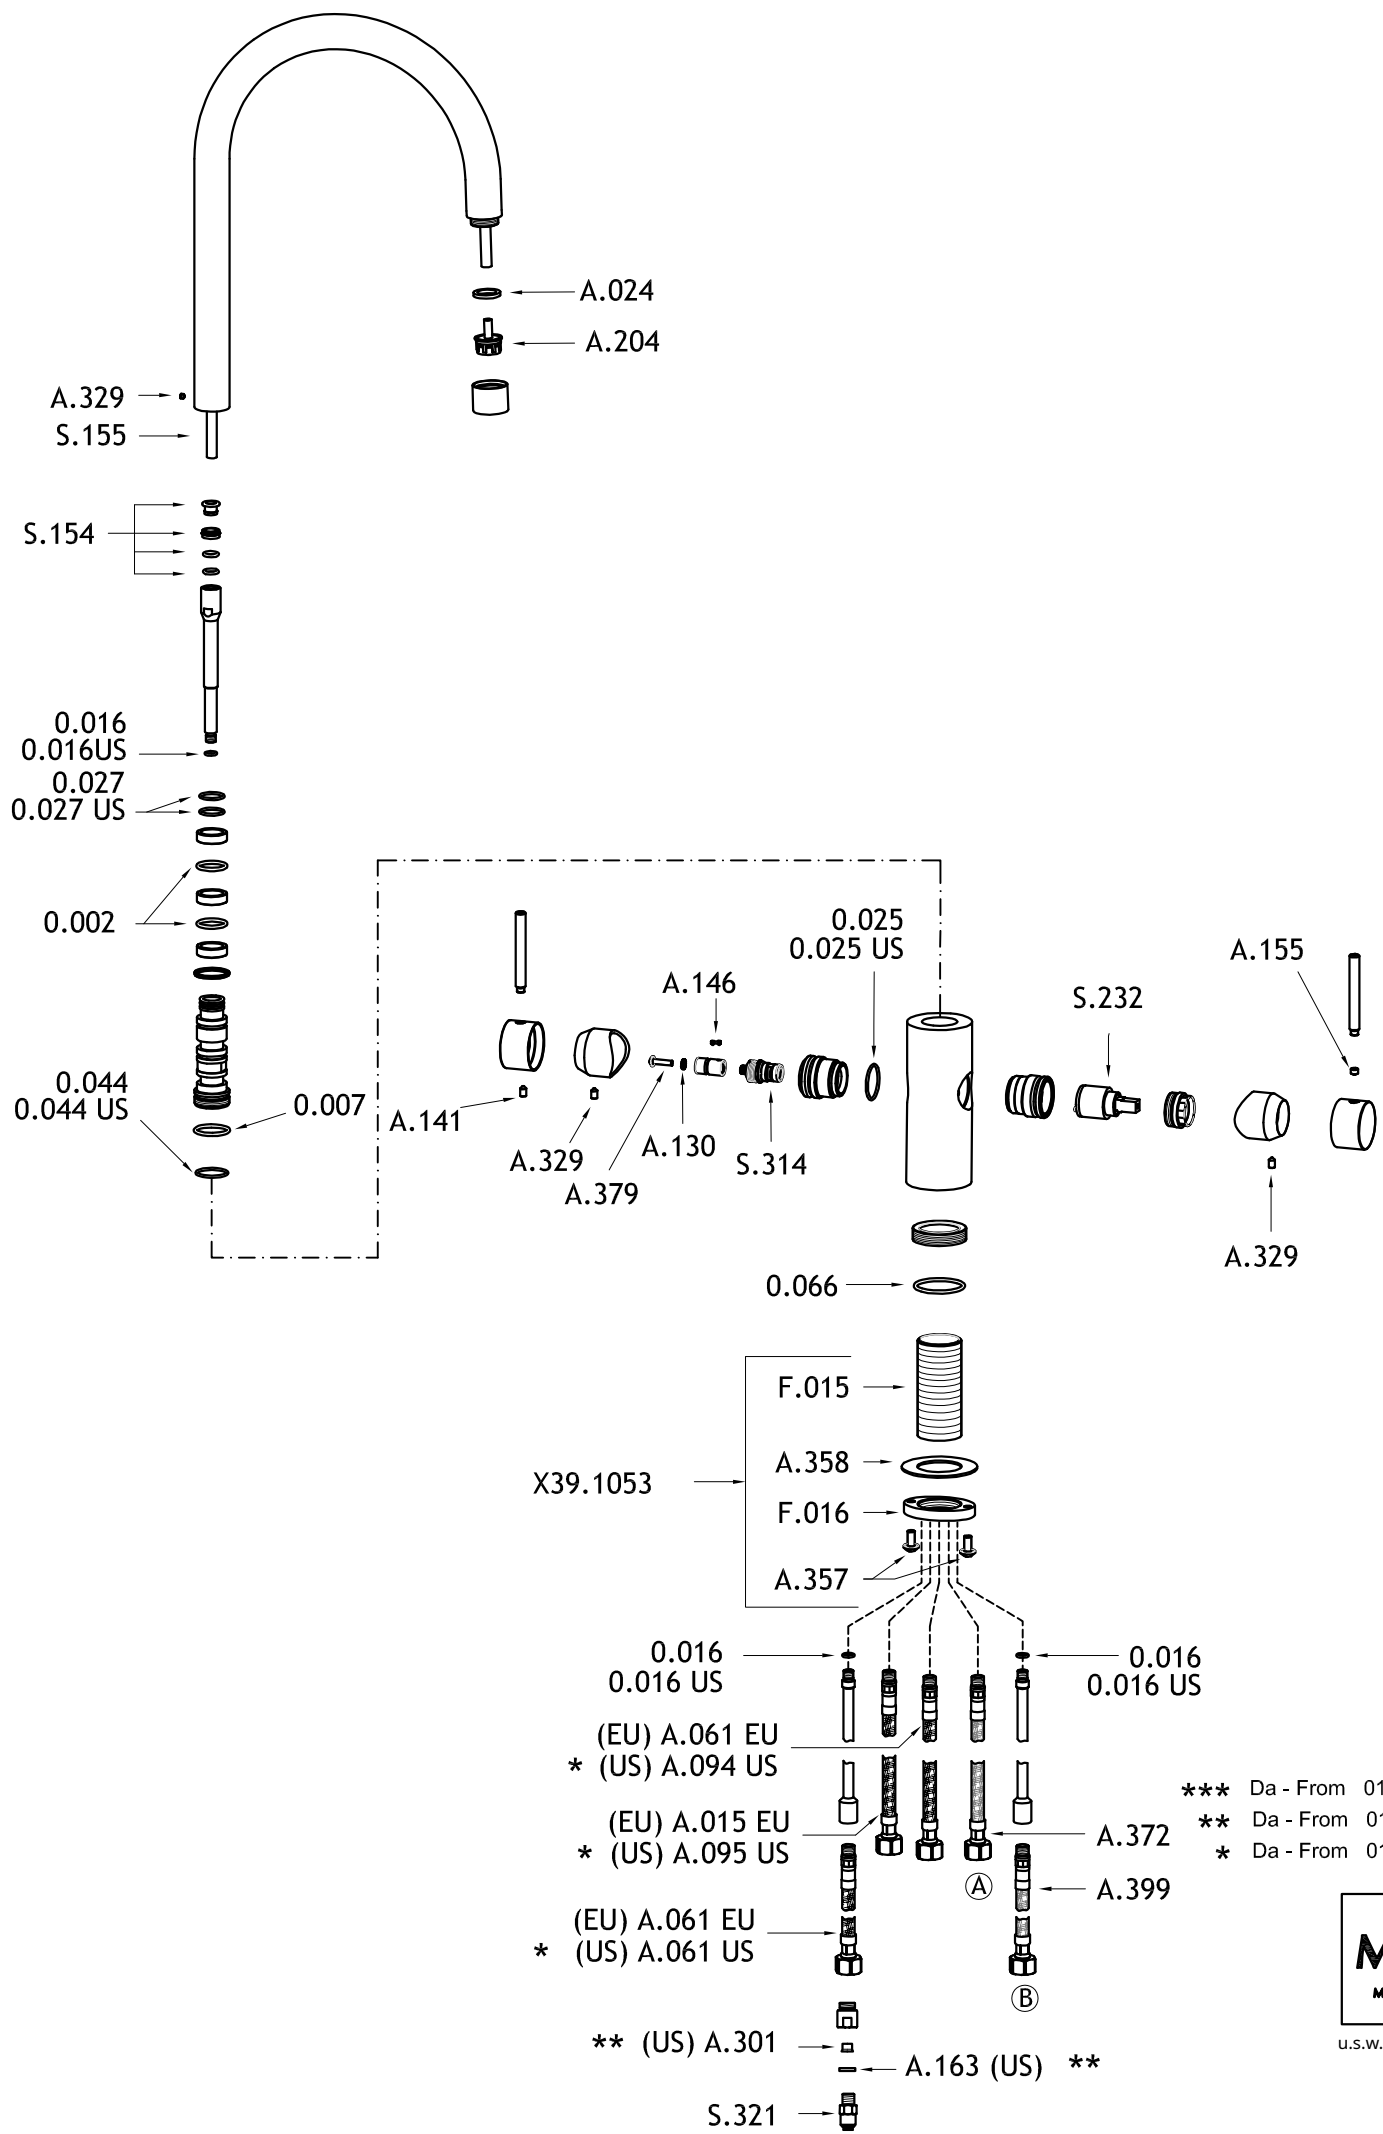 A.024
A.204
A.329
S.155
S.154
0.016
0.016US
0.027
0.027 US
0.002
0.025
0.025 US
A.155
A.146
S.232
0.044
0.044 US
0.007
A.141
A.130
A.329
S.314
A.379
A.329
0.066
F.015
A.358
X39.1053
F.016
A.357
0.016
0.016 US
0.016
0.016 US
(EU) A.061 EU
* (US) A.094 US
*** Da - From 01
** Da - From 01
* Da - From 01
(EU) A.015 EU
* (US) A.095 US
A.372
A
A.399
(EU) A.061 EU
* (US) A.061 US
B
M
M
** (US) A.301
u.s.w.
A.163 (US) **
S.321